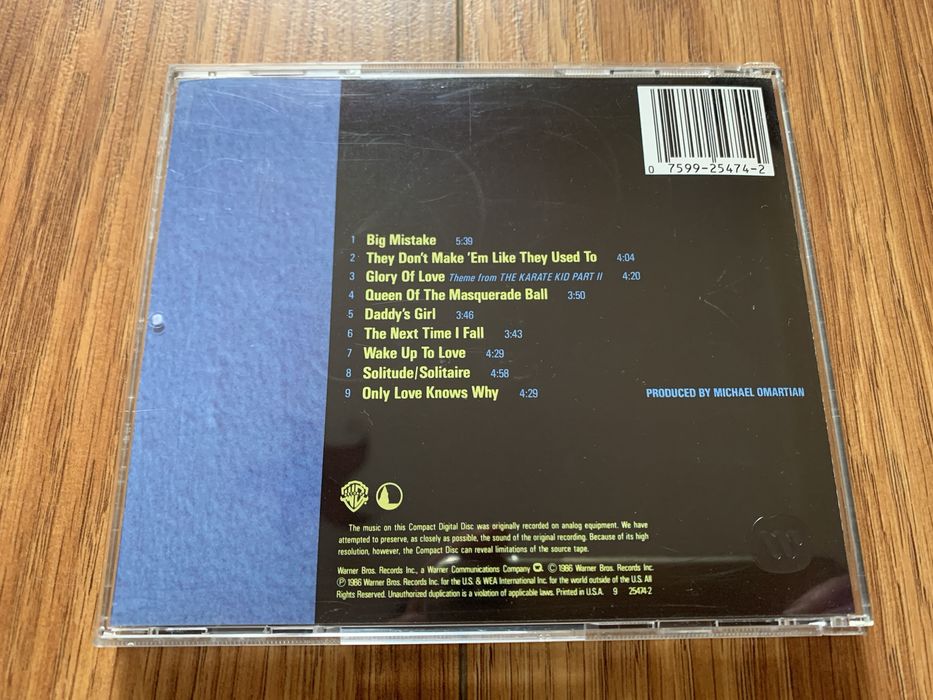 0 7599-25474-2
1 Big Mistake 5:39
2 They Don't Make 'Em Like They Used To 4:04
3 Glory Of Love Theme from THE KARATE KID PART II 4:20
4 Queen Of The Masquerade Ball 3:50
5 Daddy's Girl 3:46
6 The Next Time I Fall 3:43
7 Wake Up To Love 4:29
8 Solitude/Solitaire 4:58
9 Only Love Knows Why 4:29
PRODUCED BY MICHAEL OMARTIAN
The music on this Compact Digital Disc was originally recorded on analog equipment. We have
attempted to preserve, as closely as possible, the sound of the original recording. Because of its high
resolution, however, the Compact Disc can reveal limitations of the source tape.
Warner Bros. Records Inc., a Warner Communications Company © 1986 Warner Bros. Records Inc.
℗ 1986 Warner Bros. Records Inc. for the U.S. & WEA International Inc. for the world outside of the U.S. All
Rights Reserved. Unauthorized duplication is a violation of applicable laws. Printed in U.S.A. 9 25474-2